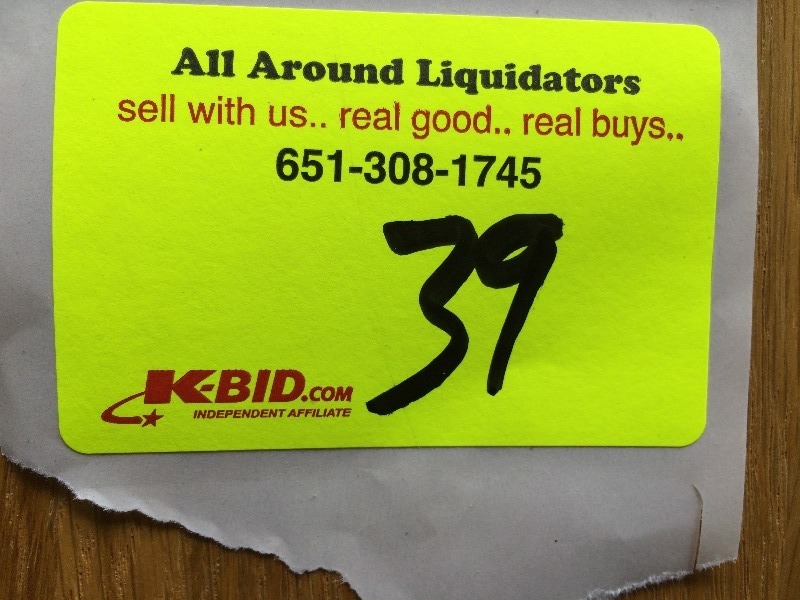 All Around Liquidators
sell with us.. real good.. real buys..
651-308-1745
39
K-BID.COM
INDEPENDENT AFFILIATE